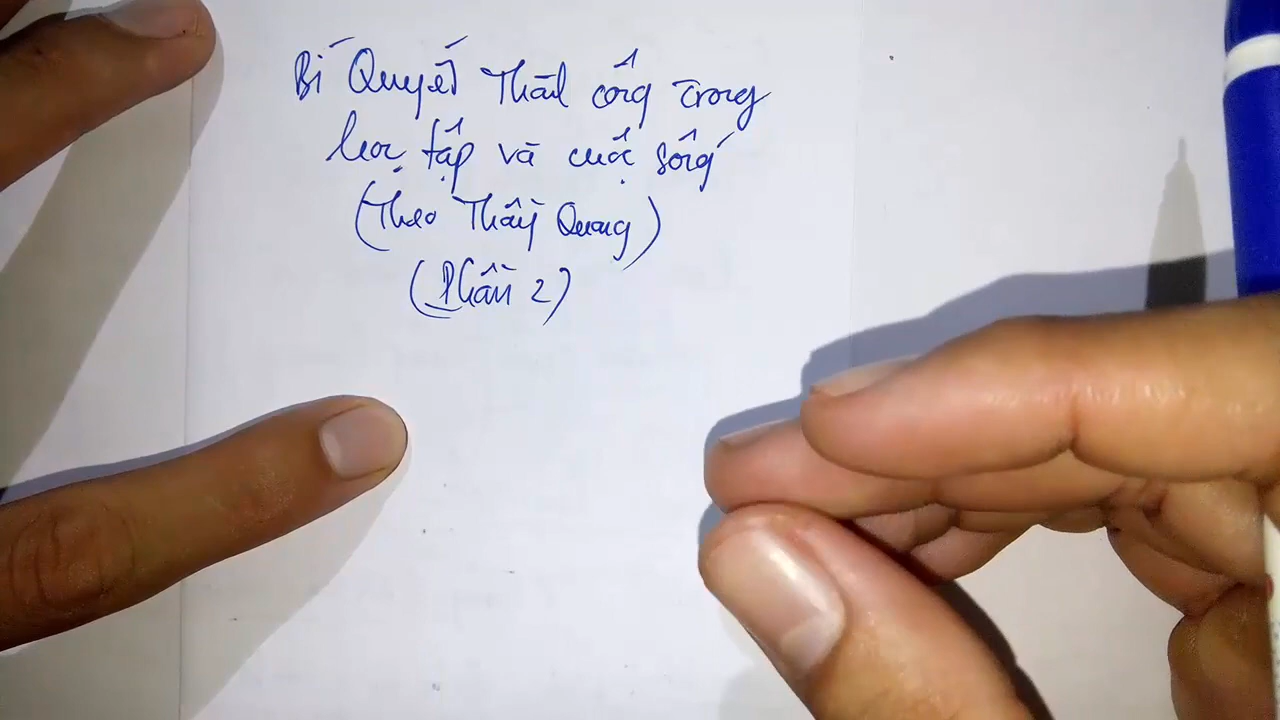 Bí Quyết Thành công trong
học tập và cuộc sống
(Theo Thầy Quang)
(Phần 2)